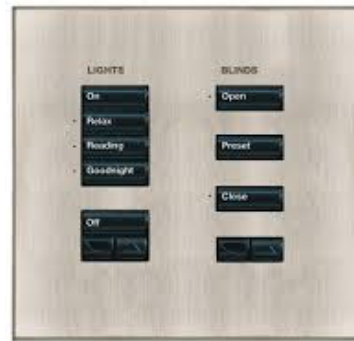 LIGHTS
On
Relax
Reading
Goodnight
Off
BLINDS
Open
Preset
Close